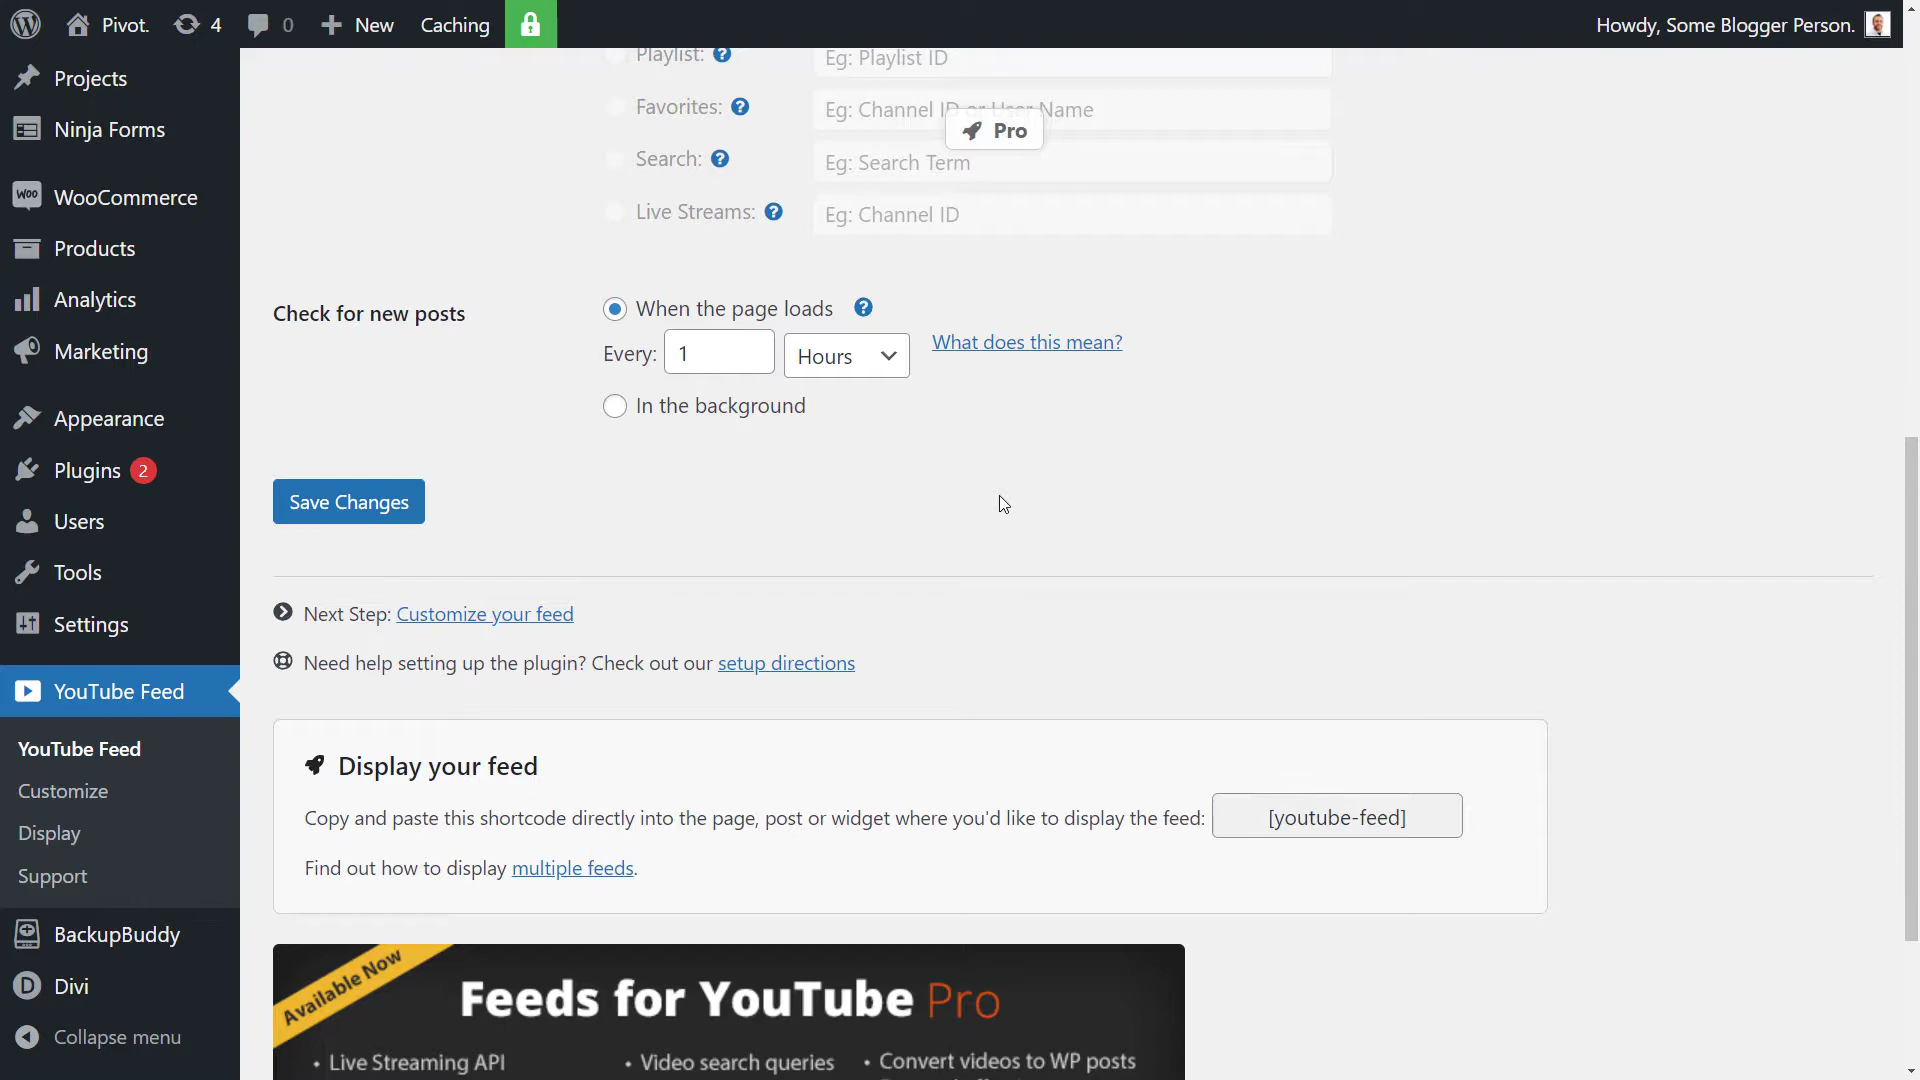 Pivot. 4 0 New Caching Howdy, Some Blogger Person.
Projects
Ninja Forms
WOO WooCommerce
Products
Analytics
Marketing
Appearance
Plugins 2
Users
Tools
Settings
YouTube Feed
YouTube Feed
Customize
Display
Support
BackupBuddy
D Divi
Collapse menu
Playlist: ? Eg: Playlist ID
Favorites: ? Eg: Channel ID or User Name
Pro
Search: ? Eg: Search Term
Live Streams: ? Eg: Channel ID
Check for new posts
When the page loads ?
Every: 1 Hours What does this mean?
In the background
Save Changes
Next Step: Customize your feed
Need help setting up the plugin? Check out our setup directions
Display your feed
Copy and paste this shortcode directly into the page, post or widget where you'd like to display the feed: [youtube-feed]
Find out how to display multiple feeds.
Available Now
Feeds for YouTube Pro
• Live Streaming API • Video search queries • Convert videos to WP posts